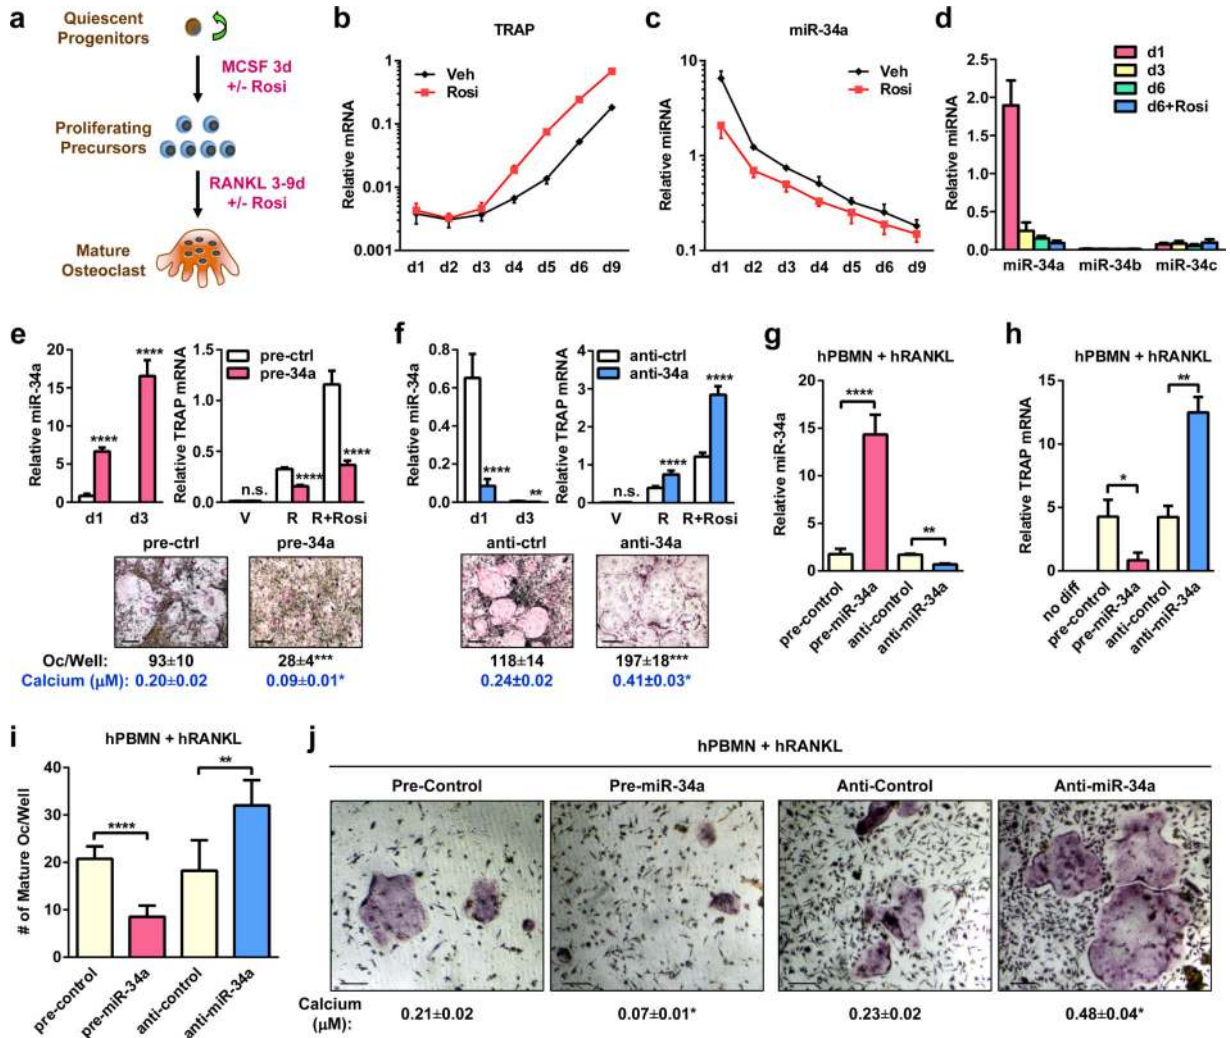 a
Quiescent
Progenitors
MCSF 3d
+/- Rosi
Proliferating
Precursors
RANKL 3-9d
+/- Rosi
Mature
Osteoclast
b
TRAP
Relative mRNA
Veh
Rosi
1
0.1
0.01
0.001
d1 d2 d3 d4 d5 d6 d9
c
miR-34a
Relative miRNA
Veh
Rosi
10
1
0.1
d1 d2 d3 d4 d5 d6 d9
d
Relative miRNA
d1
d3
d6
d6+Rosi
2.5
2.0
1.5
1.0
0.5
0.0
miR-34a miR-34b miR-34c
e
Relative miR-34a
20
15
10
5
0
****
****
d1 d3
Relative TRAP mRNA
pre-ctrl
pre-34a
1.5
1.0
0.5
0.0
n.s. **** ****
V R R+Rosi
pre-ctrl pre-34a
Oc/Well: 93±10 28±4***
Calcium (μM): 0.20±0.02 0.09±0.01*
f
Relative miR-34a
0.8
0.6
0.4
0.2
0.0
**** **
d1 d3
Relative TRAP mRNA
anti-ctrl
anti-34a
4
3
2
1
0
n.s. **** ****
V R R+Rosi
anti-ctrl anti-34a
118±14 197±18***
0.24±0.02 0.41±0.03*
g
hPBMN + hRANKL
Relative miR-34a
20
15
10
5
0
****
**
pre-control
pre-miR-34a
anti-control
anti-miR-34a
h
hPBMN + hRANKL
Relative TRAP mRNA
15
10
5
0
*
**
no diff
pre-control
pre-miR-34a
anti-control
anti-miR-34a
i
hPBMN + hRANKL
# of Mature Oc/Well
40
30
20
10
0
****
**
pre-control
pre-miR-34a
anti-control
anti-miR-34a
j
hPBMN + hRANKL
Pre-Control Pre-miR-34a Anti-Control Anti-miR-34a
Calcium
(μM): 0.21±0.02 0.07±0.01* 0.23±0.02 0.48±0.04*